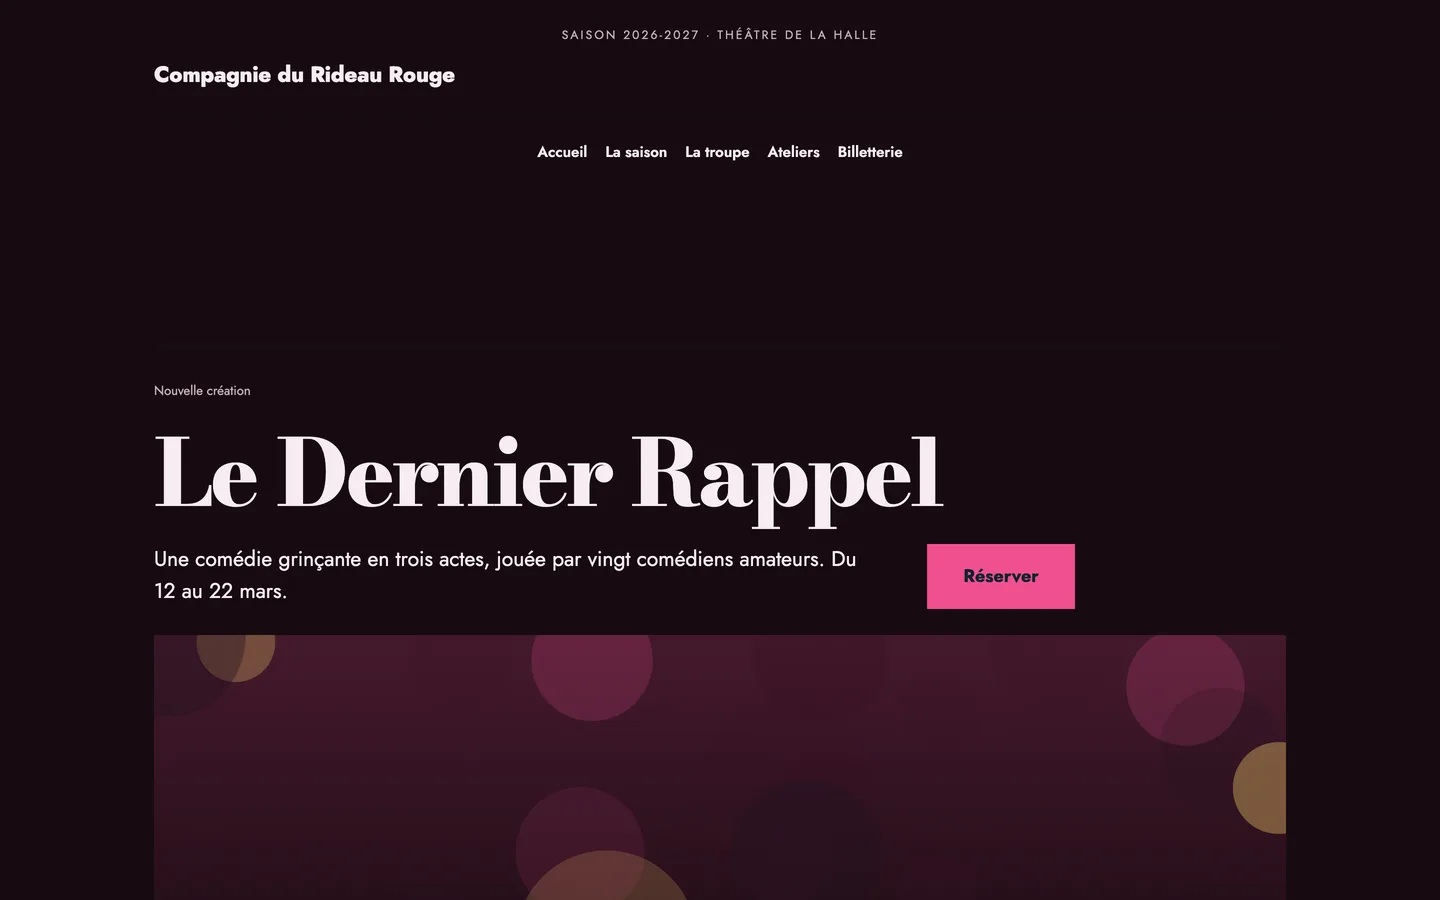 SAISON 2026-2027 · THÉÂTRE DE LA HALLE
Compagnie du Rideau Rouge
Accueil La saison La troupe Ateliers Billetterie
Nouvelle création
Le Dernier Rappel
Une comédie grinçante en trois actes, jouée par vingt comédiens amateurs. Du
12 au 22 mars.
Réserver